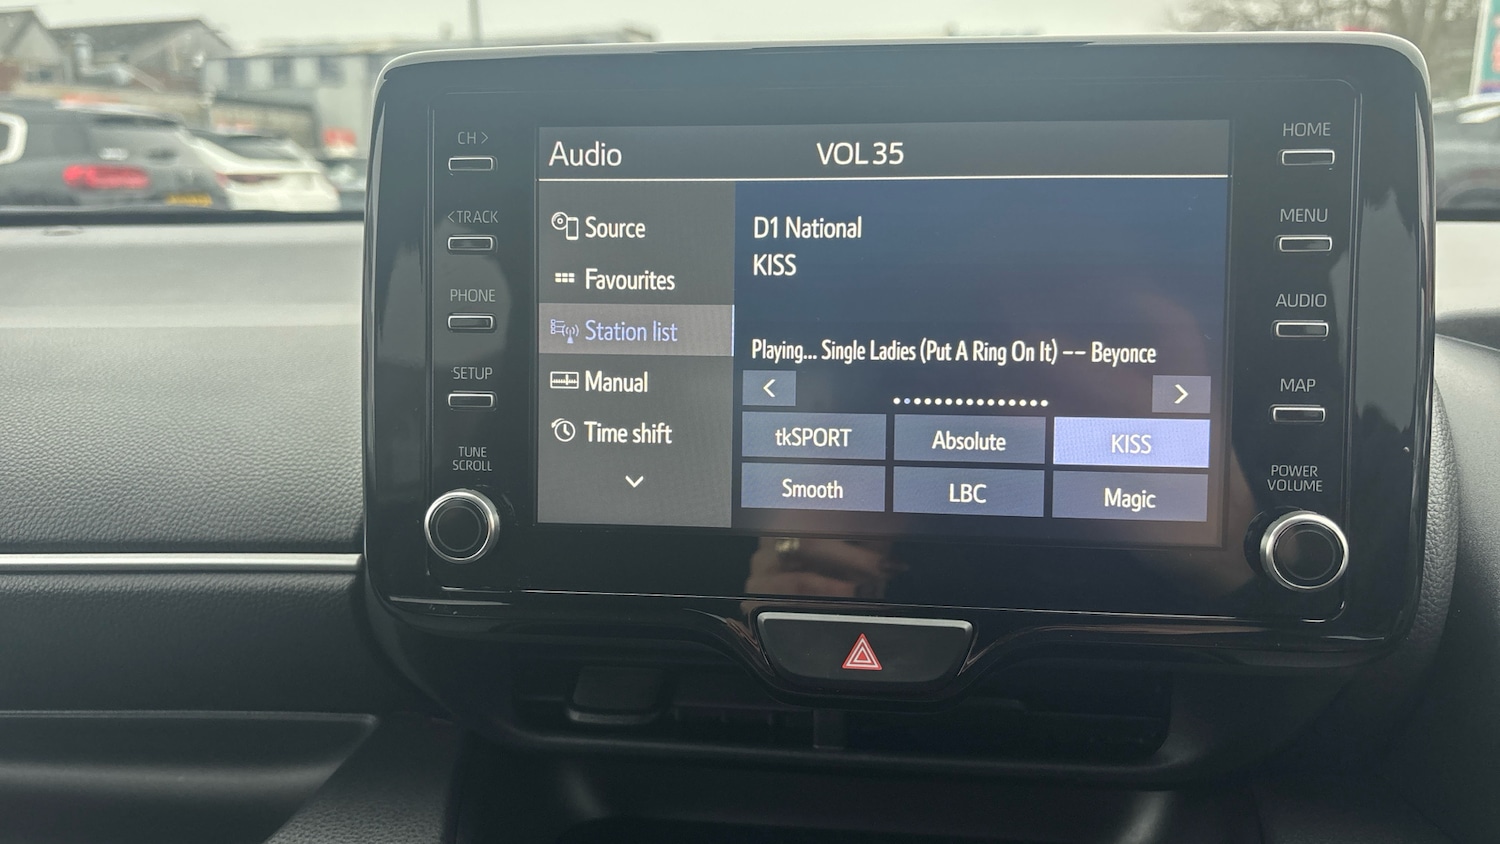 CH >
< TRACK
PHONE
SETUP
TUNE
SCROLL
Audio
VOL 35
Source
Favourites
Station list
Manual
Time shift
D1 National
KISS
Playing... Single Ladies (Put A Ring On It) -- Beyonce
<
>
tkSPORT
Absolute
KISS
Smooth
LBC
Magic
HOME
MENU
AUDIO
MAP
POWER
VOLUME